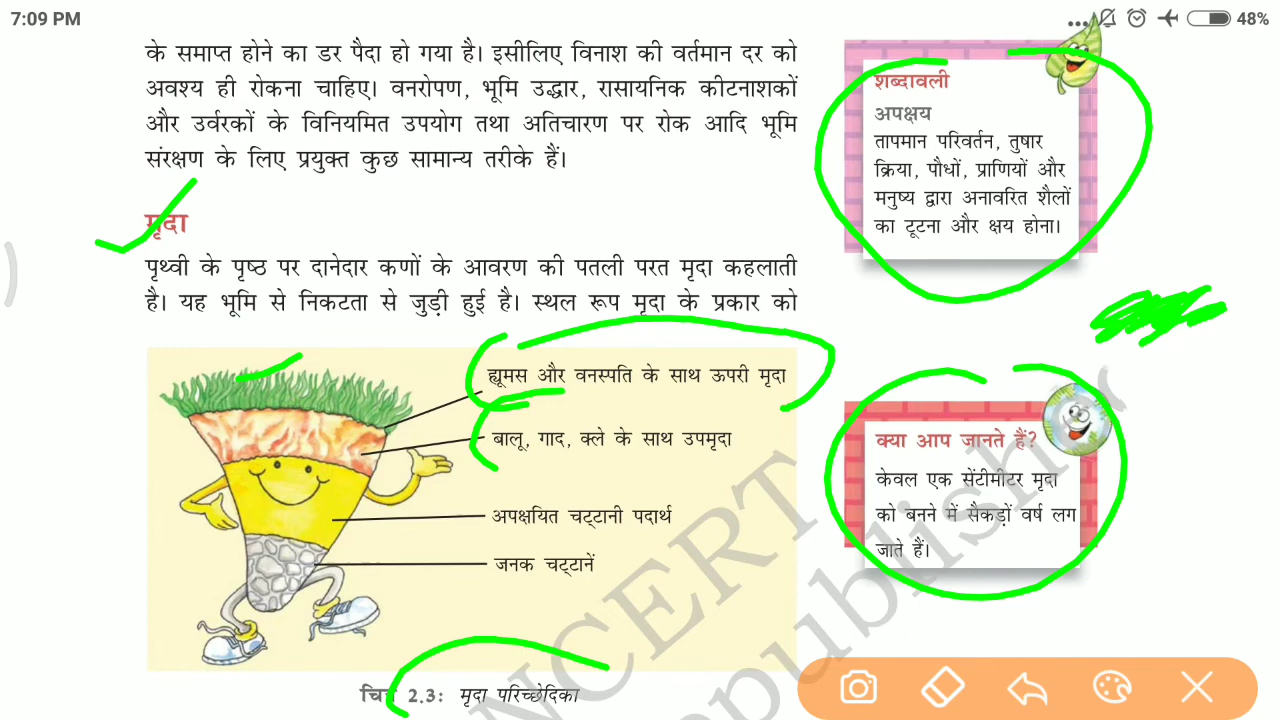 7:09 PM
48%
के समाप्त होने का डर पैदा हो गया है। इसीलिए विनाश की वर्तमान दर को
अवश्य ही रोकना चाहिए। वनरोपण, भूमि उद्धार, रासायनिक कीटनाशकों
और उर्वरकों के विनियमित उपयोग तथा अतिचारण पर रोक आदि भूमि
संरक्षण के लिए प्रयुक्त कुछ सामान्य तरीके हैं।
मृदा
पृथ्वी के पृष्ठ पर दानेदार कणों के आवरण की पतली परत मृदा कहलाती
है। यह भूमि से निकटता से जुड़ी हुई है। स्थल रूप मृदा के प्रकार को
शब्दावली
अपक्षय
तापमान परिवर्तन, तुषार
क्रिया, पौधों, प्राणियों और
मनुष्य द्वारा अनावरित शैलों
का टूटना और क्षय होना।
ह्यूमस और वनस्पति के साथ ऊपरी मृदा
बालू, गाद, क्ले के साथ उपमृदा
अपक्षयित चट्टानी पदार्थ
जनक चट्टानें
चित्र 2.3: मृदा परिच्छेदिका
क्या आप जानते हैं?
केवल एक सेंटीमीटर मृदा
को बनने में सैकड़ों वर्ष लग
जाते हैं।
NCERT
republished